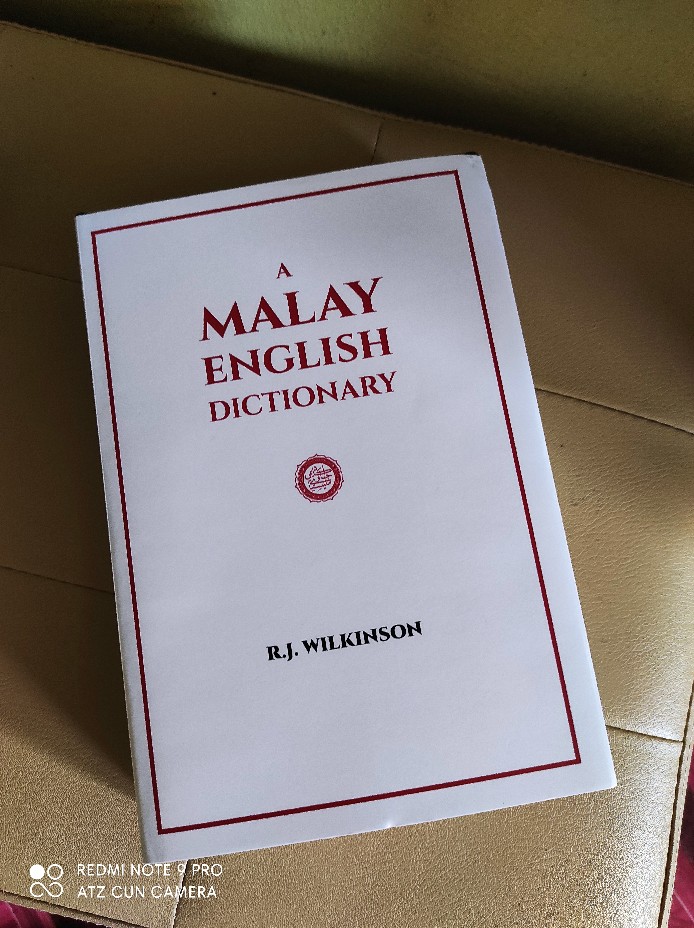 A
MALAY
ENGLISH
DICTIONARY
R.J. WILKINSON
REDMI NOTE 9 PRO
ATZ CUN CAMERA